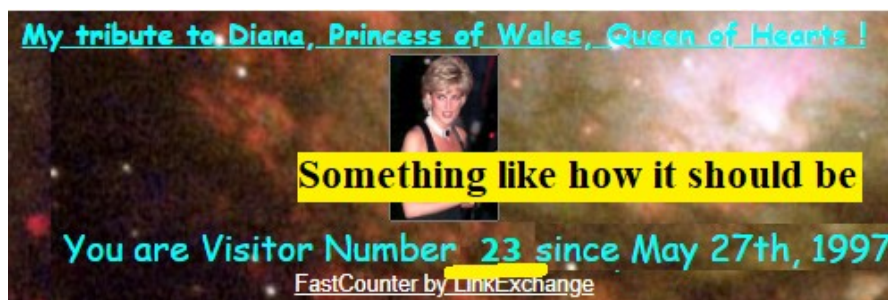 My tribute to Diana, Princess of Wales, Queen of Hearts !
Something like how it should be
You are Visitor Number 23 since May 27th, 1997
FastCounter by LinkExchange